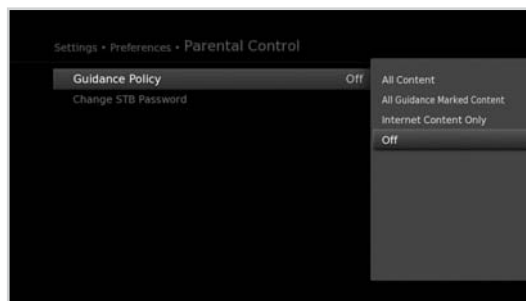 Settings • Preferences • Parental Control
Guidance Policy Off
Change STB Password
All Content
All Guidance Marked Content
Internet Content Only
Off